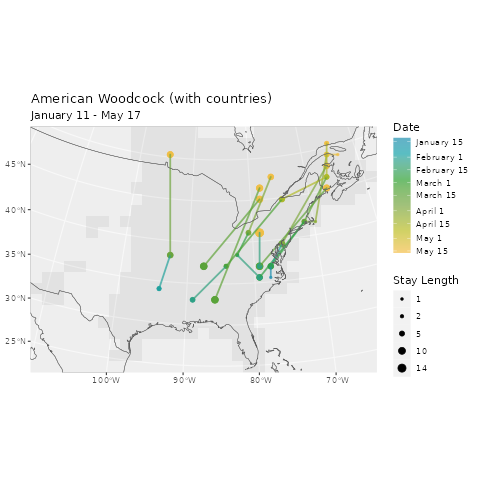 American Woodcock (with countries)
January 11 - May 17
45°N
40°N
35°N
30°N
25°N
100°W
90°W
80°W
70°W
Date
January 15
February 1
February 15
March 1
March 15
April 1
April 15
May 1
May 15
Stay Length
1
2
5
10
14